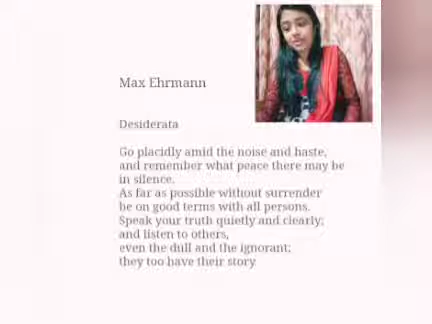 Max Ehrmann
Desiderata
Go placidly amid the noise and haste,
and remember what peace there may be
in silence.
As far as possible without surrender
be on good terms with all persons.
Speak your truth quietly and clearly;
and listen to others,
even the dull and the ignorant;
they too have their story